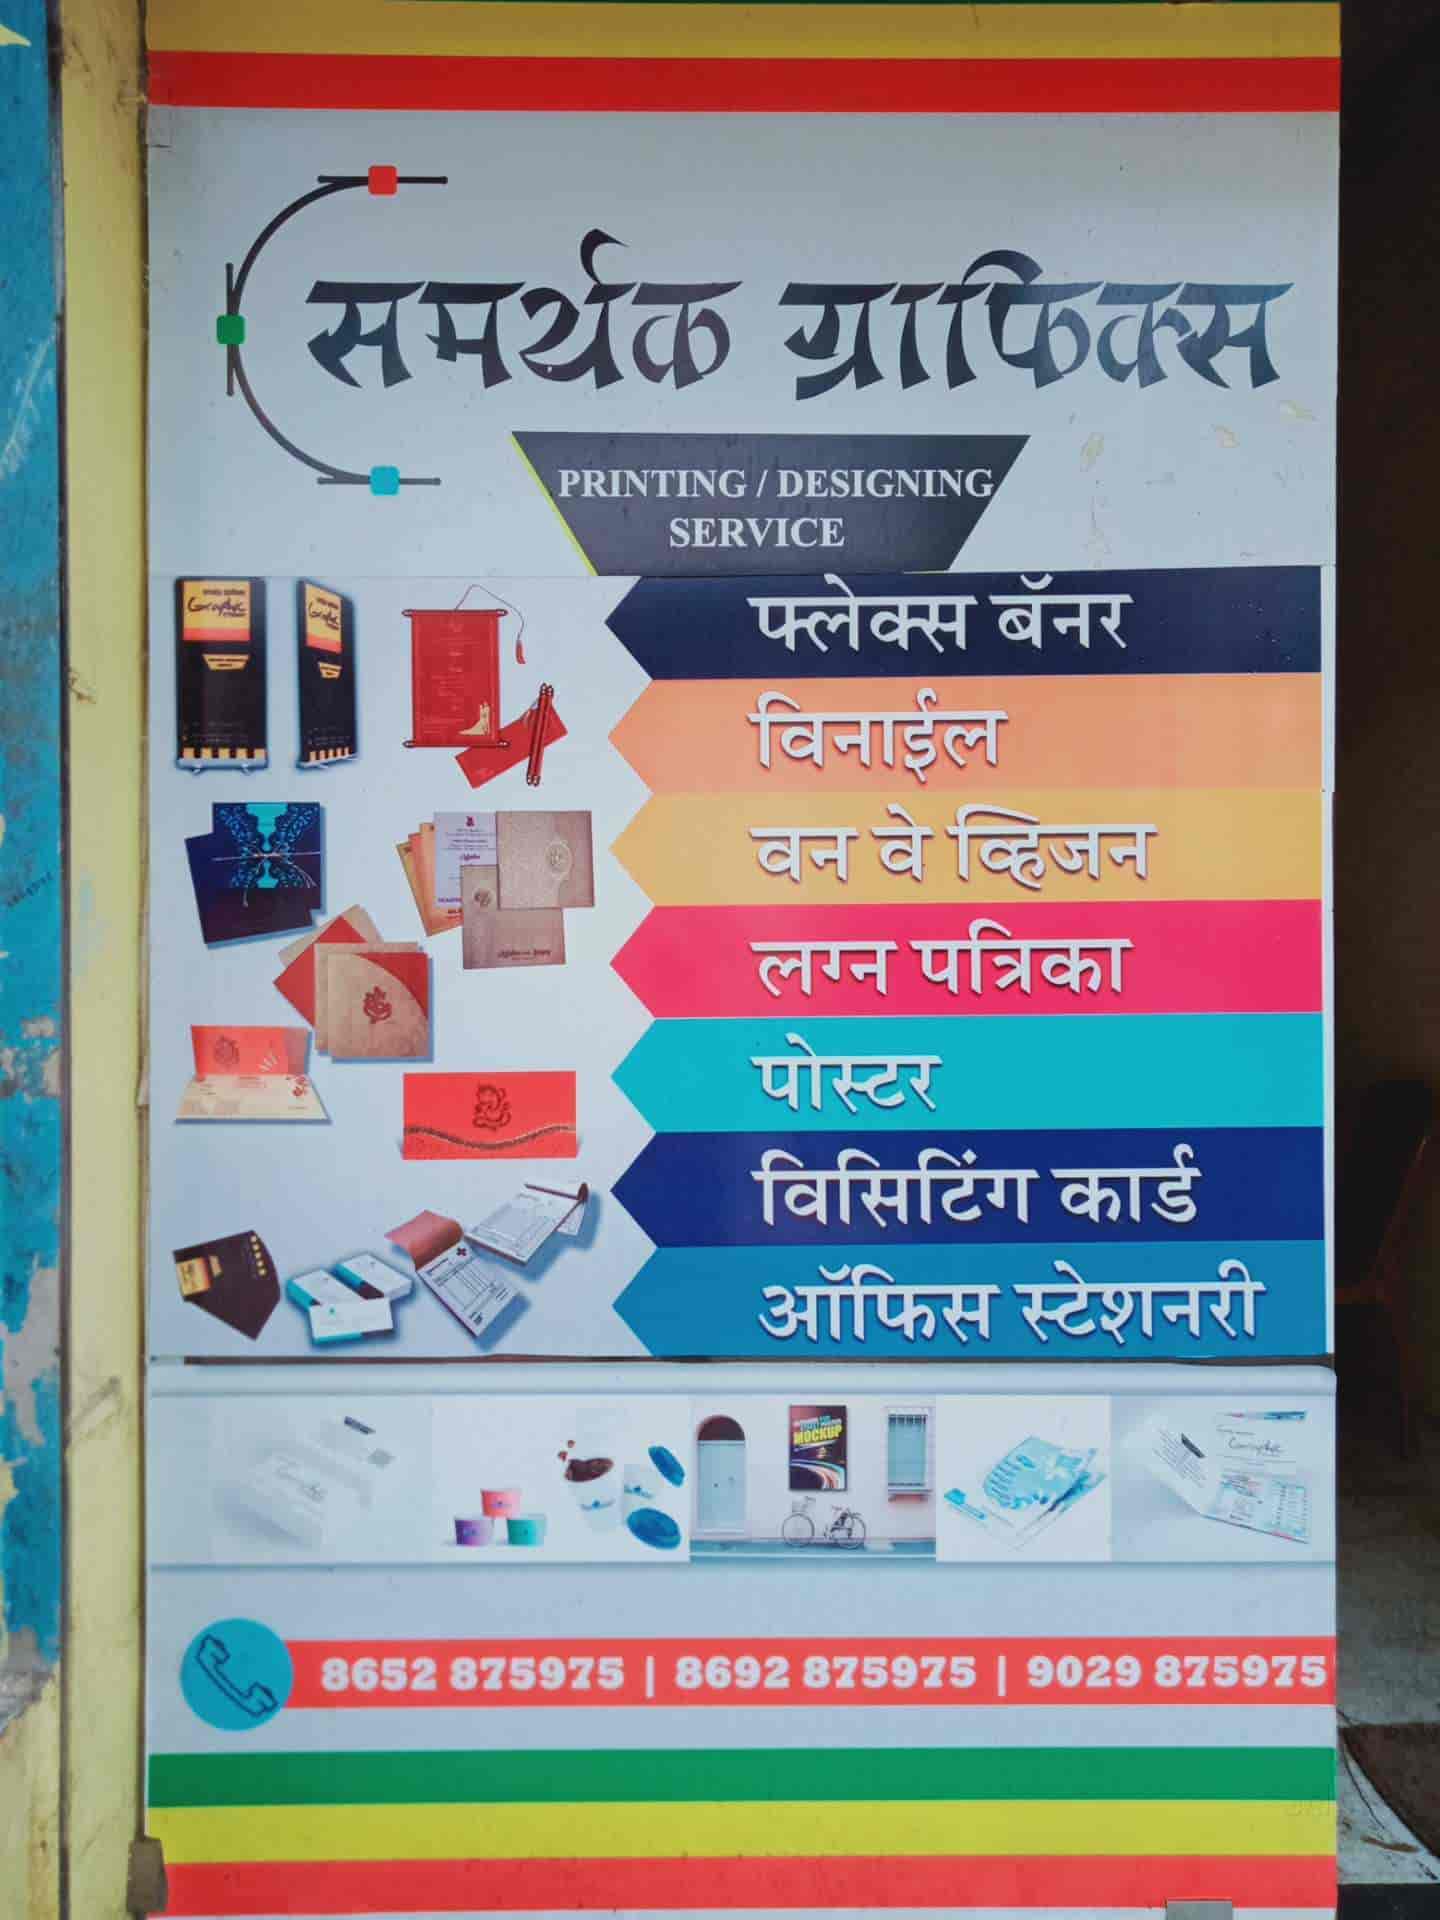 समर्थक ग्राफिक्स
PRINTING / DESIGNING
SERVICE
फ्लेक्स बॅनर
विनाईल
वन वे व्हिजन
लग्न पत्रिका
पोस्टर
विसिटिंग कार्ड
ऑफिस स्टेशनरी
MOCKUP
8652 875975 | 8692 875975 | 9029 875975